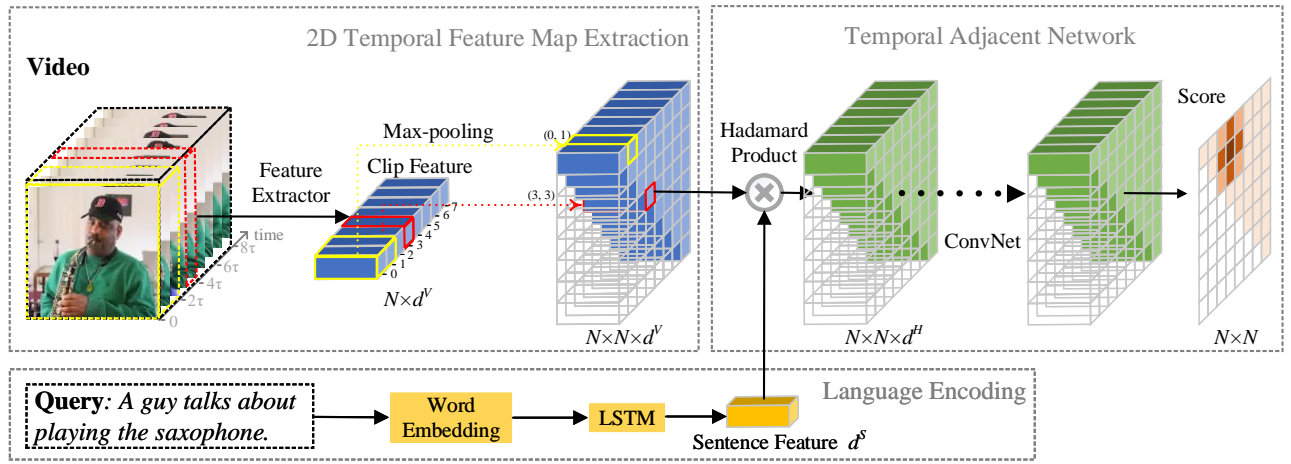 2D Temporal Feature Map Extraction
Temporal Adjacent Network
Video
Max-pooling
Clip Feature
Feature
Extractor
(0, 1)
(3, 3)
Hadamard
Product
Score
time
8τ
6τ
4τ
2τ
0
7
6
5
4
3
2
1
0
ConvNet
N×d^V
N×N×d^V
N×N×d^H
N×N
Language Encoding
Query: A guy talks about
playing the saxophone.
Word
Embedding
LSTM
Sentence Feature d^S